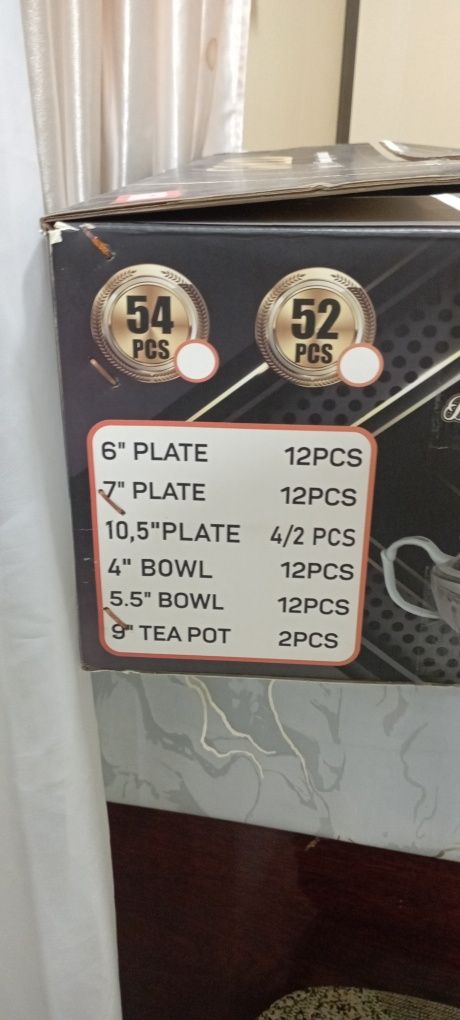 54
PCS
52
PCS
6" PLATE 12PCS
7" PLATE 12PCS
10,5"PLATE 4/2 PCS
4" BOWL 12PCS
5.5" BOWL 12PCS
9" TEA POT 2PCS